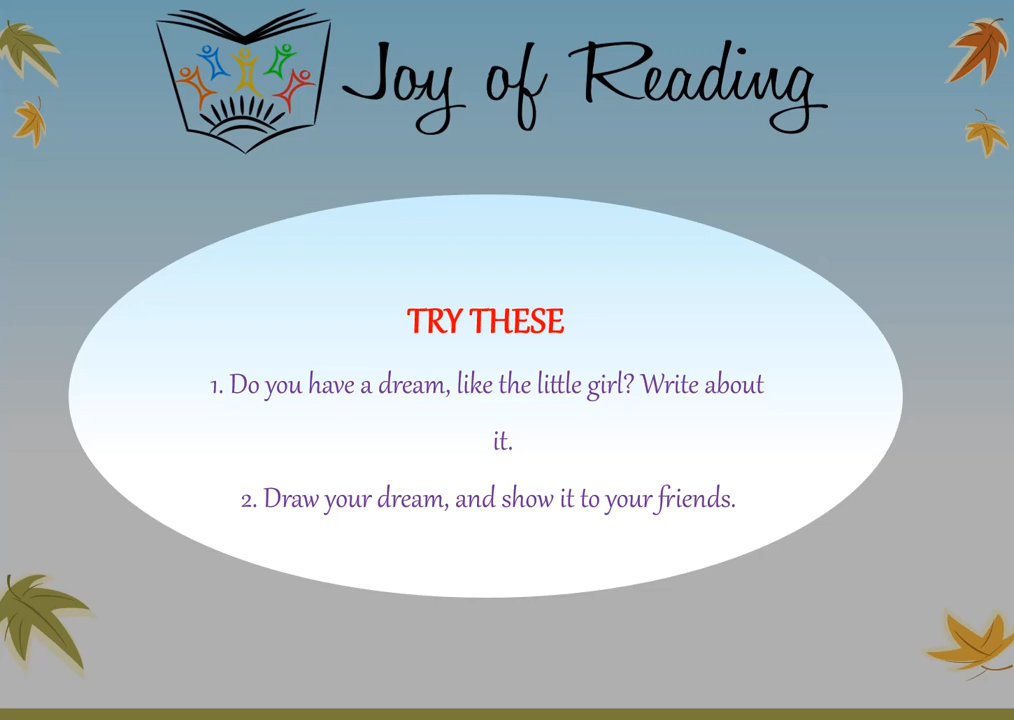 Joy of Reading
TRY THESE
1. Do you have a dream, like the little girl? Write about
it.
2. Draw your dream, and show it to your friends.